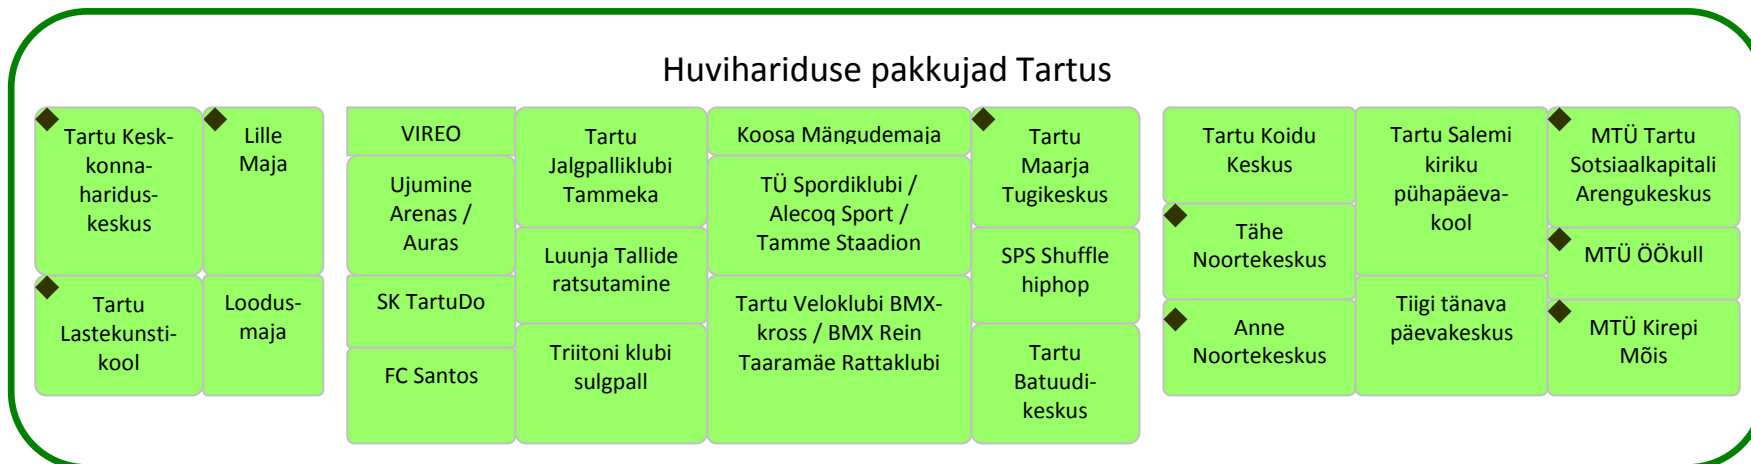 Huvihariduse pakkujad Tartus
Tartu Kesk-
konna-
haridus-
keskus
Lille
Maja
Tartu
Lastekunsti-
kool
Loodus-
maja
VIREO
Ujumine
Arenas /
Auras
SK TartuDo
FC Santos
Tartu
Jalgpalliklubi
Tammeka
Luunja Tallide
ratsutamine
Triitoni klubi
sulgpall
Koosa Mängudemaja
TÜ Spordiklubi /
Alecoq Sport /
Tamme Staadion
Tartu Veloklubi BMX-
kross / BMX Rein
Taaramäe Rattaklubi
Tartu
Maarja
Tugikeskus
SPS Shuffle
hiphop
Tartu
Batuudi-
keskus
Tartu Koidu
Keskus
Tähe
Noortekeskus
Anne
Noortekeskus
Tartu Salemi
kiriku
pühapäeva-
kool
Tiigi tänava
päevakeskus
MTÜ Tartu
Sotsiaalkapitali
Arengukeskus
MTÜ ÖÖkull
MTÜ Kirepi
Mõis